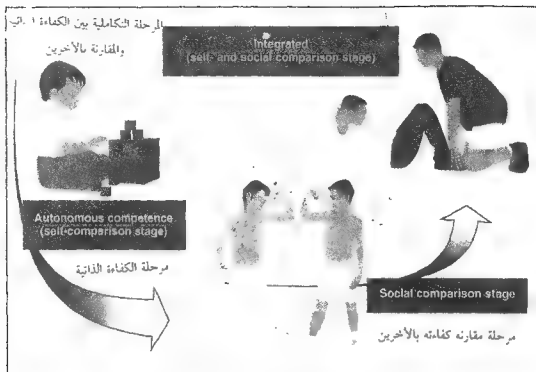 المرحلة التكاملية بين الكفاءة
والمقارنة بالآخرين
Integrated
(self- and social comparison stage)
Autonomous competence
(self-comparison stage)
مرحلة الكفاءة الذاتية
Social comparison stage
مرحلة مقارنه كفاءته بالآخرين